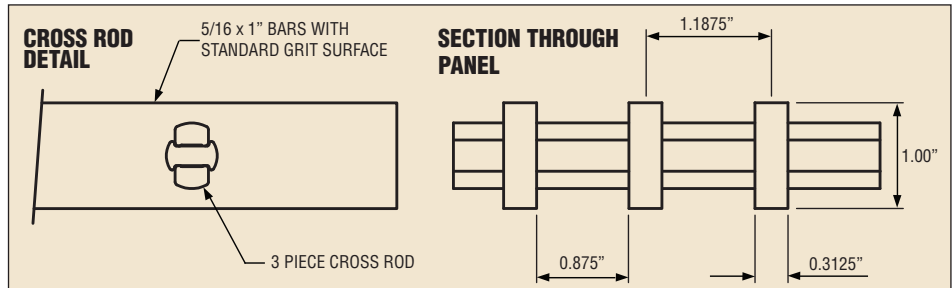 CROSS ROD
DETAIL
5/16 x 1” BARS WITH
STANDARD GRIT SURFACE
3 PIECE CROSS ROD
SECTION THROUGH
PANEL
1.1875”
1.00”
0.875”
0.3125”